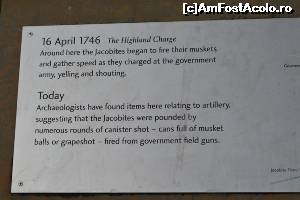 (c)AmFostAcolo.ro
16 April 1746 The Highland Charge
Around here the Jacobites began to fire their muskets
and gather speed as they charged at the government
army, yelling and shouting.
Today
Archaeologists have found items here relating to artillery,
suggesting that the Jacobites were pounded by
numerous rounds of canister shot – cans full of musket
balls or grapeshot – fired from government field guns.